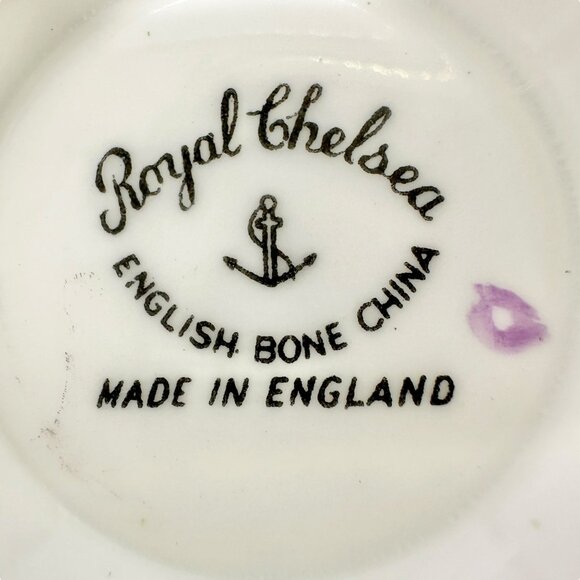 Royal Chelsea
ENGLISH BONE CHINA
MADE IN ENGLAND